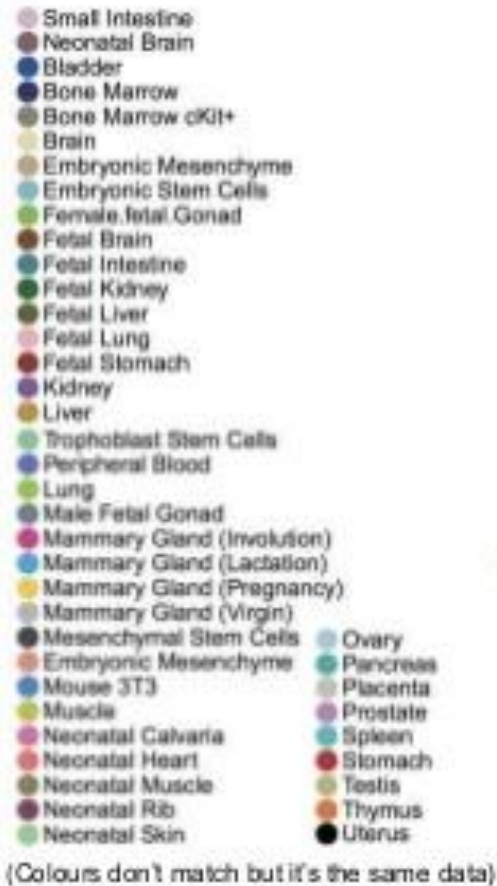 Small Intestine
Neonatal Brain
Bladder
Bone Marrow
Bone Marrow cKit+
Brain
Embryonic Mesenchyme
Embryonic Stem Cells
Female.fetal.Gonad
Fetal Brain
Fetal Intestine
Fetal Kidney
Fetal Liver
Fetal Lung
Fetal Stomach
Kidney
Liver
Trophoblast Stem Cells
Peripheral Blood
Lung
Male Fetal Gonad
Mammary Gland (Involution)
Mammary Gland (Lactation)
Mammary Gland (Pregnancy)
Mammary Gland (Virgin)
Mesenchymal Stem Cells
Embryonic Mesenchyme
Mouse 3T3
Muscle
Neonatal Calvaria
Neonatal Heart
Neonatal Muscle
Neonatal Rib
Neonatal Skin
Ovary
Pancreas
Placenta
Prostate
Spleen
Stomach
Testis
Thymus
Uterus
(Colours don't match but it's the same data)